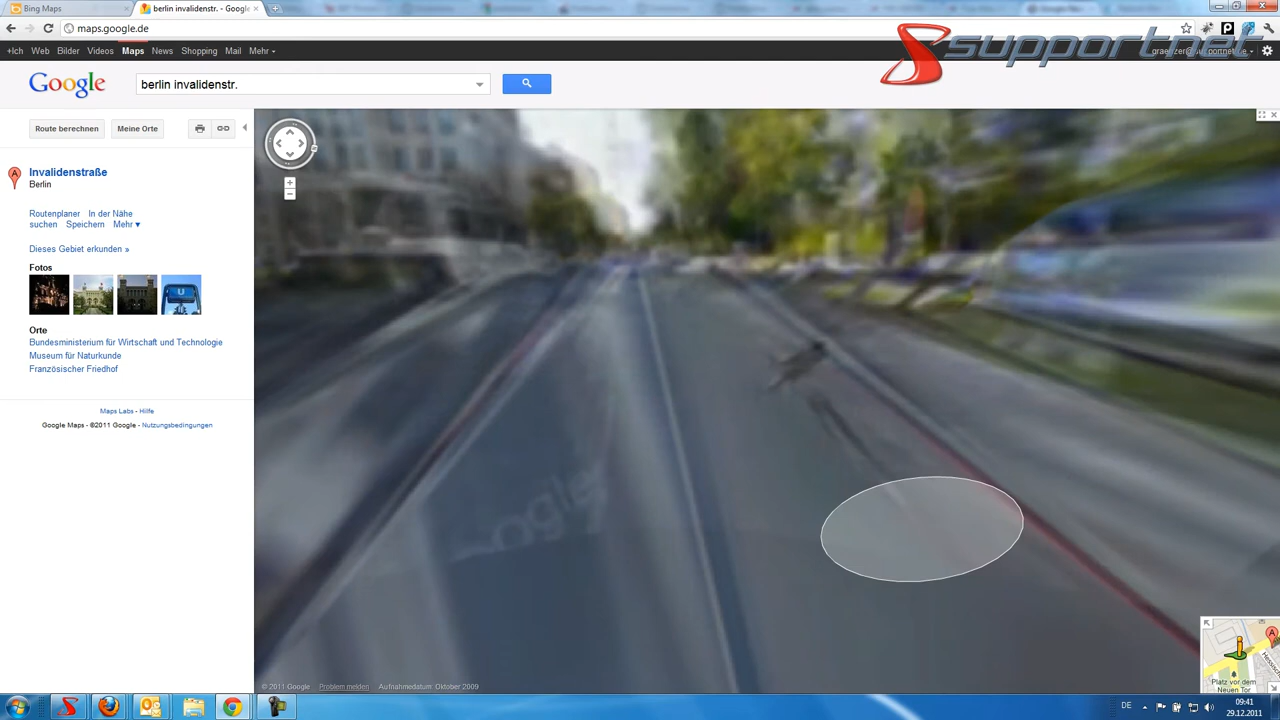 Bing Maps
berlin invalidenstr. - Google
maps.google.de
+Ich Web Bilder Videos Maps News Shopping Mail Mehr
supportnet
Google
berlin invalidenstr.
Route berechnen
Meine Orte
A
Invalidenstraße
Berlin
Routenplaner In der Nähe
suchen Speichern Mehr
Dieses Gebiet erkunden »
Fotos
U
Orte
Bundesministerium für Wirtschaft und Technologie
Museum für Naturkunde
Französischer Friedhof
Maps Labs - Hilfe
Google Maps - ©2011 Google - Nutzungsbedingungen
Google
© 2011 Google
Problem melden
Aufnahmedatum: Oktober 2009
A
Platz vor dem
Neuen Tor
DE
09:41
29.12.2011